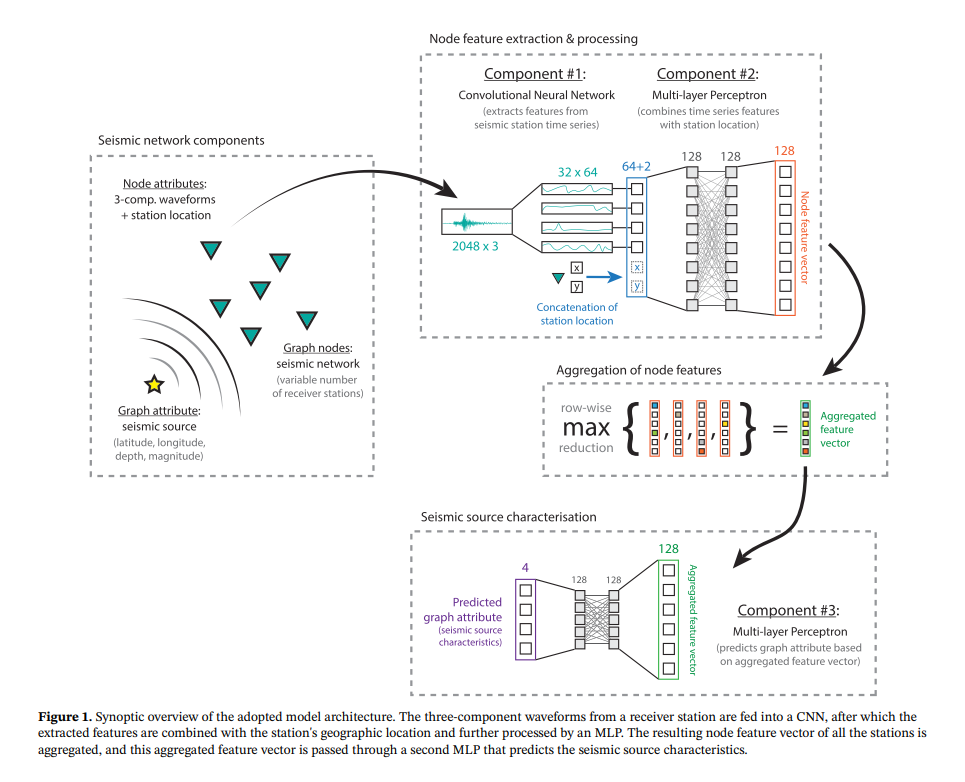 Node feature extraction & processing
Component #1:
Convolutional Neural Network
(extracts features from
seismic station time series)
Component #2:
Multi-layer Perceptron
(combines time series features
with station location)
Seismic network components
Node attributes:
3-comp. waveforms
+ station location
Graph nodes:
seismic network
(variable number
of receiver stations)
Graph attribute:
seismic source
(latitude, longitude,
depth, magnitude)
2048 x 3
32 x 64
64+2
x
y
x
y
Concatenation of
station location
128
128
128
Node feature vector
Aggregation of node features
row-wise
max
reduction
{ , , , } =
Aggregated
feature
vector
Seismic source characterisation
4
128
128
128
Predicted
graph attribute
(seismic source
characteristics)
Aggregated feature vector
Component #3:
Multi-layer Perceptron
(predicts graph attribute based
on aggregated feature vector)
Figure 1. Synoptic overview of the adopted model architecture. The three-component waveforms from a receiver station are fed into a CNN, after which the
extracted features are combined with the station's geographic location and further processed by an MLP. The resulting node feature vector of all the stations is
aggregated, and this aggregated feature vector is passed through a second MLP that predicts the seismic source characteristics.